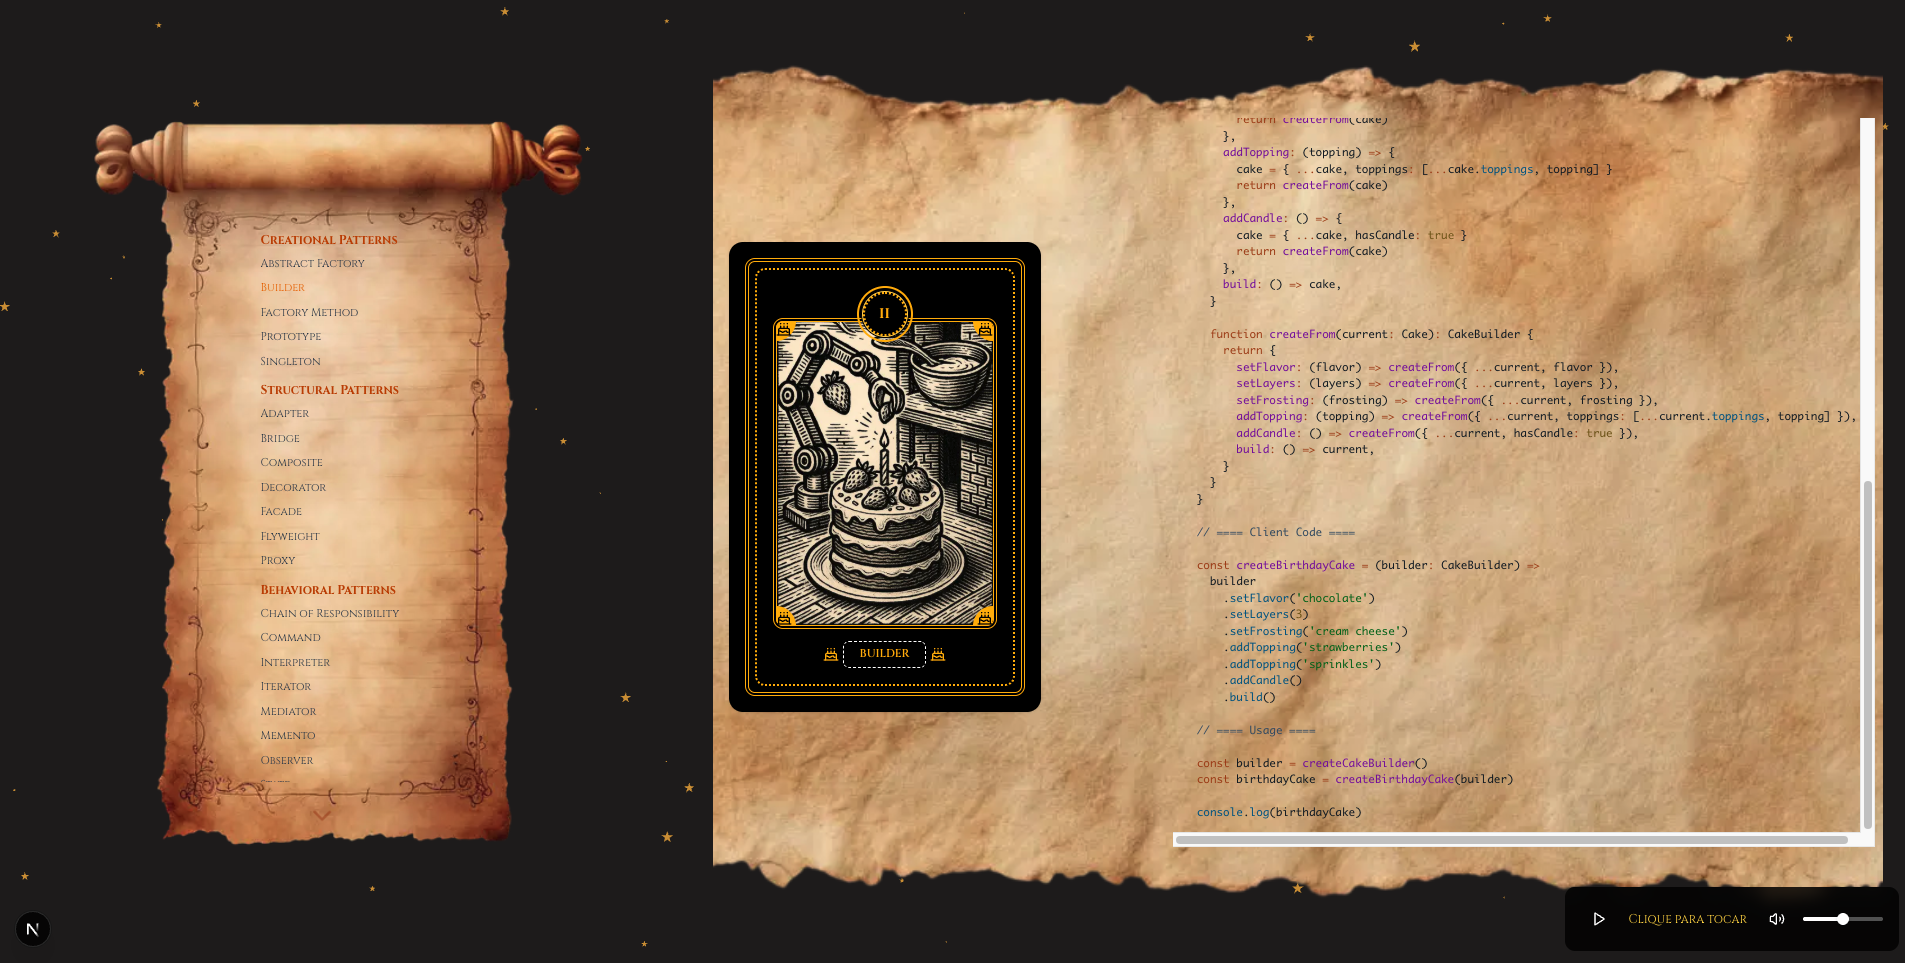 CREATIONAL PATTERNS
ABSTRACT FACTORY
BUILDER
FACTORY METHOD
PROTOTYPE
SINGLETON
STRUCTURAL PATTERNS
ADAPTER
BRIDGE
COMPOSITE
DECORATOR
FACADE
FLYWEIGHT
PROXY
BEHAVIORAL PATTERNS
CHAIN OF RESPONSIBILITY
COMMAND
INTERPRETER
ITERATOR
MEDIATOR
MEMENTO
OBSERVER
II
BUILDER
return createFrom(cake)
},
addTopping: (topping) => {
cake = { ...cake, toppings: [...cake.toppings, topping] }
return createFrom(cake)
},
addCandle: () => {
cake = { ...cake, hasCandle: true }
return createFrom(cake)
},
build: () => cake,
}
function createFrom(current: Cake): CakeBuilder {
return {
setFlavor: (flavor) => createFrom({ ...current, flavor }),
setLayers: (layers) => createFrom({ ...current, layers }),
setFrosting: (frosting) => createFrom({ ...current, frosting }),
addTopping: (topping) => createFrom({ ...current, toppings: [...current.toppings, topping] }),
addCandle: () => createFrom({ ...current, hasCandle: true }),
build: () => current,
}
}
}
// ==== Client Code ====
const createBirthdayCake = (builder: CakeBuilder) =>
builder
.setFlavor('chocolate')
.setLayers(3)
.setFrosting('cream cheese')
.addTopping('strawberries')
.addTopping('sprinkles')
.addCandle()
.build()
// ==== Usage ====
const builder = createCakeBuilder()
const birthdayCake = createBirthdayCake(builder)
console.log(birthdayCake)
N
CLIQUE PARA TOCAR